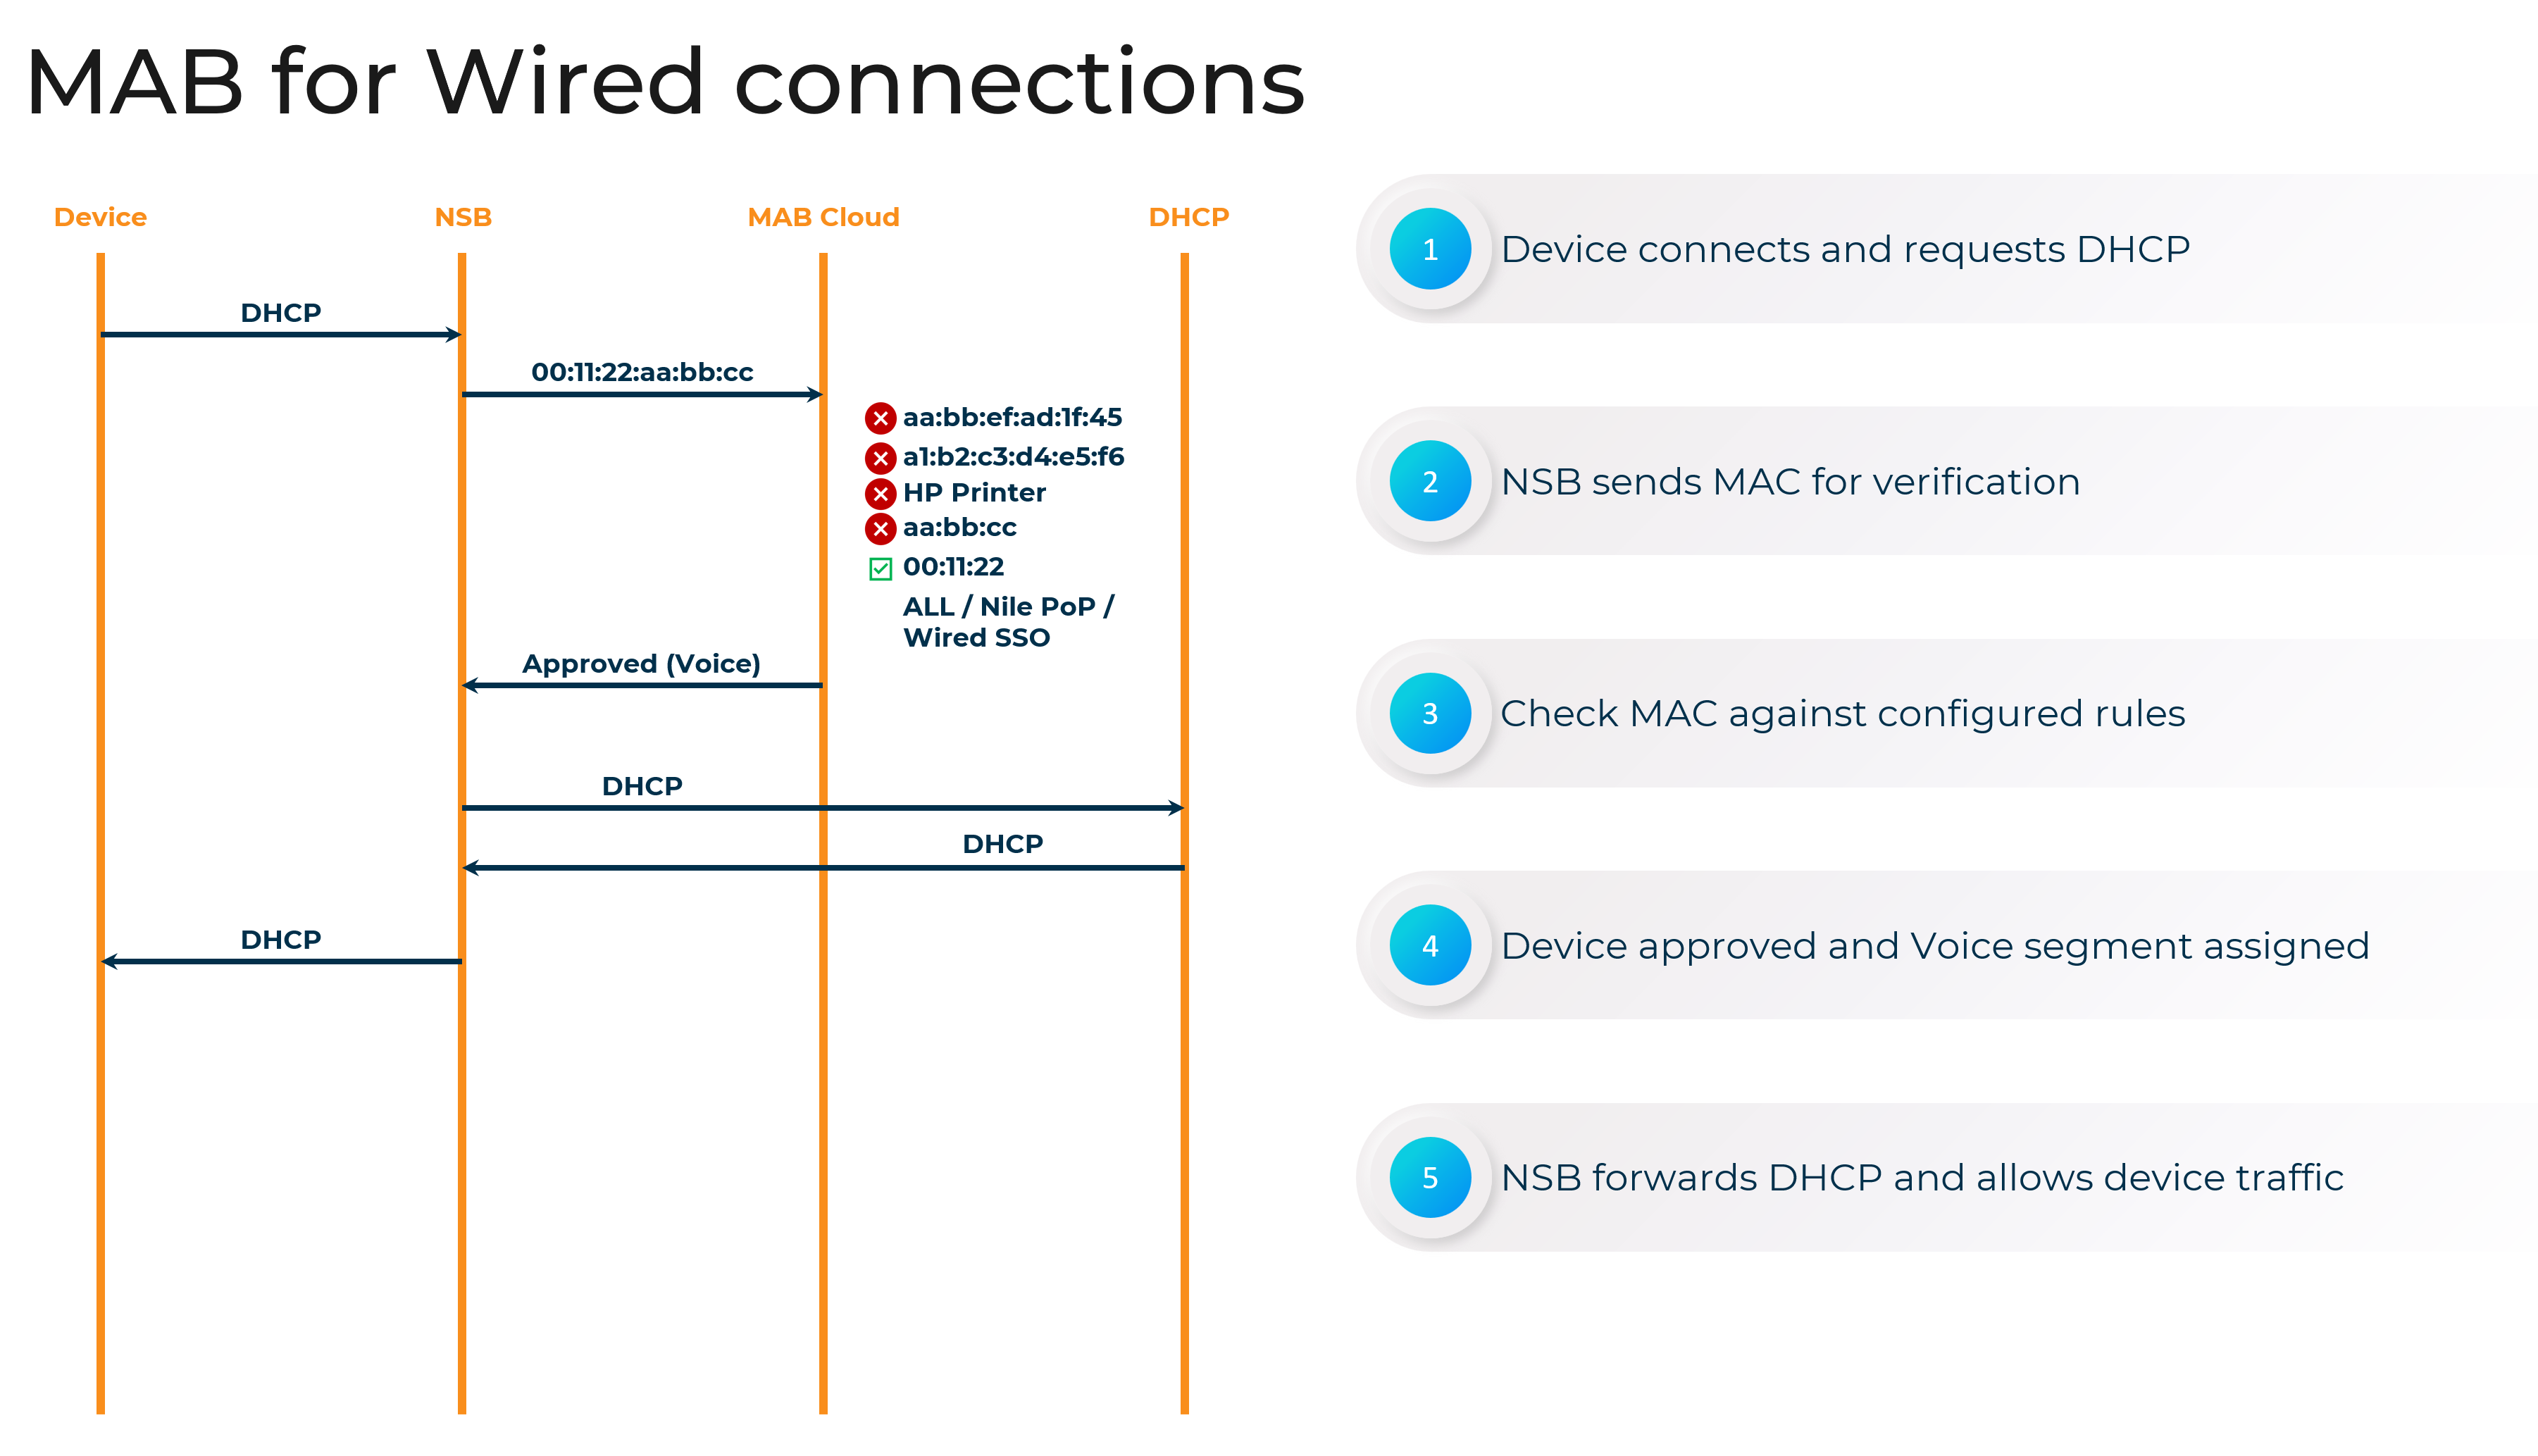 MAB for Wired connections
Device
NSB
MAB Cloud
DHCP
DHCP
00:11:22:aa:bb:cc
aa:bb:ef:ad:1f:45
a1:b2:c3:d4:e5:f6
HP Printer
aa:bb:cc
00:11:22
ALL / Nile PoP /
Wired SSO
Approved (Voice)
DHCP
DHCP
DHCP
1
Device connects and requests DHCP
2
NSB sends MAC for verification
3
Check MAC against configured rules
4
Device approved and Voice segment assigned
5
NSB forwards DHCP and allows device traffic